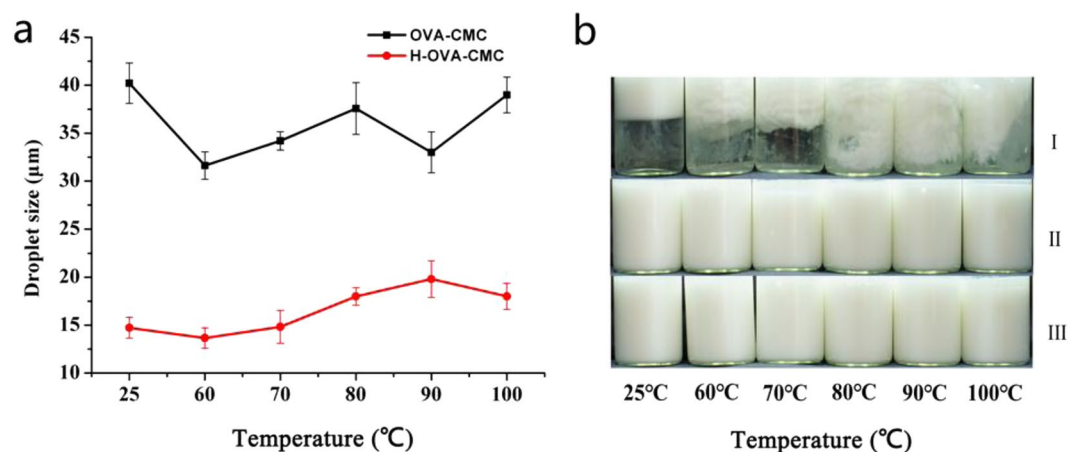 a
45
40
35
30
25
20
15
10
Droplet size (μm)
OVA-CMC
H-OVA-CMC
25 60 70 80 90 100
Temperature (℃)
b
I
II
III
25℃ 60℃ 70℃ 80℃ 90℃ 100℃
Temperature (℃)